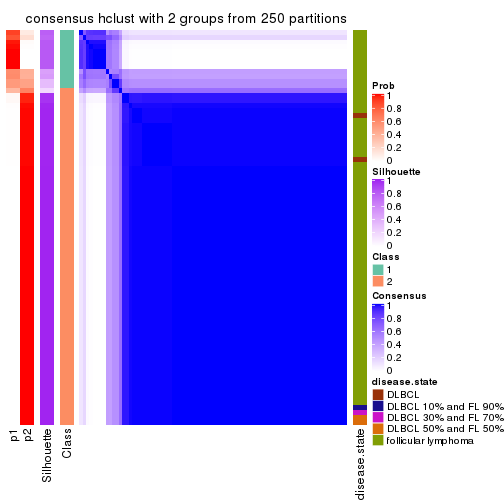 consensus hclust with 2 groups from 250 partitions
Prob
1
0.8
0.6
0.4
0.2
0
Silhouette
1
0.8
0.6
0.4
0.2
0
Class
1
2
Consensus
1
0.8
0.6
0.4
0.2
0
disease.state
DLBCL
DLBCL 10% and FL 90%
DLBCL 30% and FL 70%
DLBCL 50% and FL 50%
follicular lymphoma
p1
p2
Silhouette
Class
disease.state